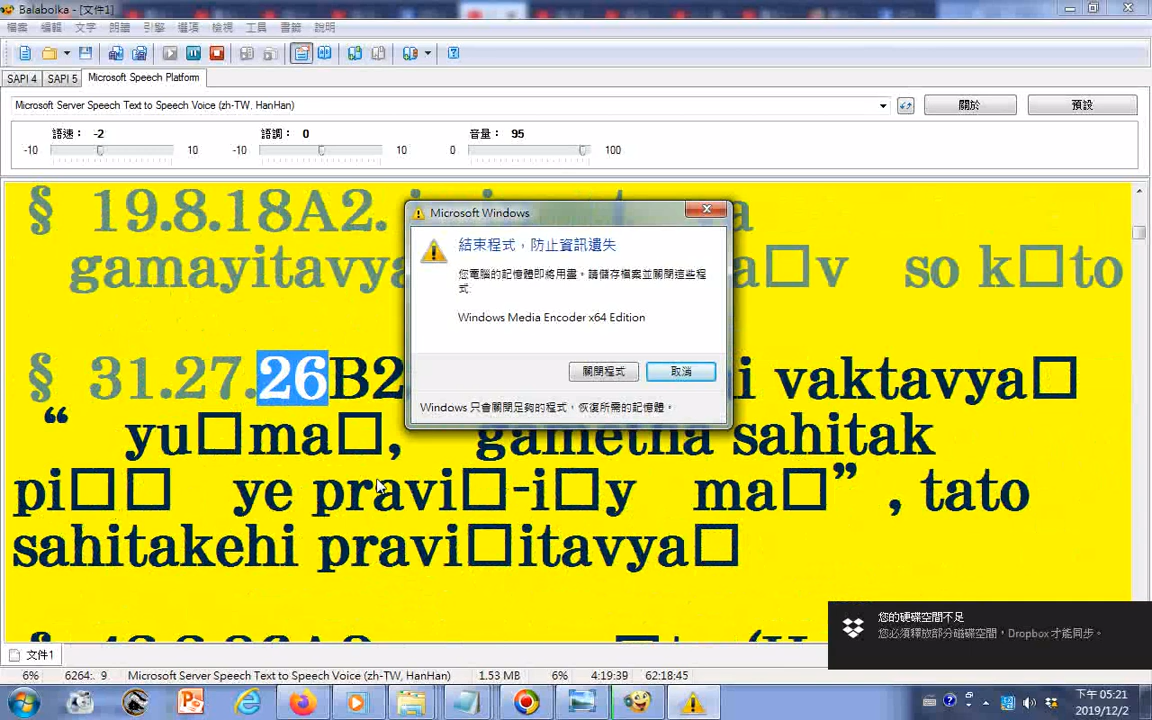 Balabolka - [文件1]
檔案 編輯 文字 朗讀 引擎 選項 檢視 工具 書籤 說明
SAPI 4 SAPI 5 Microsoft Speech Platform
Microsoft Server Speech Text to Speech Voice (zh-TW, HanHan)
關於
預設
語速： -2
語調： 0
音量： 95
-10 10 -10 10 0 100
§ 19.8.18A2.
gamayitavya
a□v so k□to
§ 31.27.26B2
i vaktavya□
“ yu□ma□, gametha sahitak
pi□□ ye pravi□-i□y ma□” , tato
sahitakehi pravi□itavya□
Microsoft Windows
結束程式，防止資訊遺失
您電腦的記憶體即將用盡。請儲存檔案並關閉這些程
式:
Windows Media Encoder x64 Edition
關閉程式
取消
Windows 只會關閉足夠的程式，恢復所需的記憶體。
您的硬碟空間不足
您必須釋放部分磁碟空間，Dropbox 才能同步。
文件1
6% 6264: 9 Microsoft Server Speech Text to Speech Voice (zh-TW, HanHan) 1.53 MB 6% 4:19:39 62:18:45
下午 05:21
2019/12/2